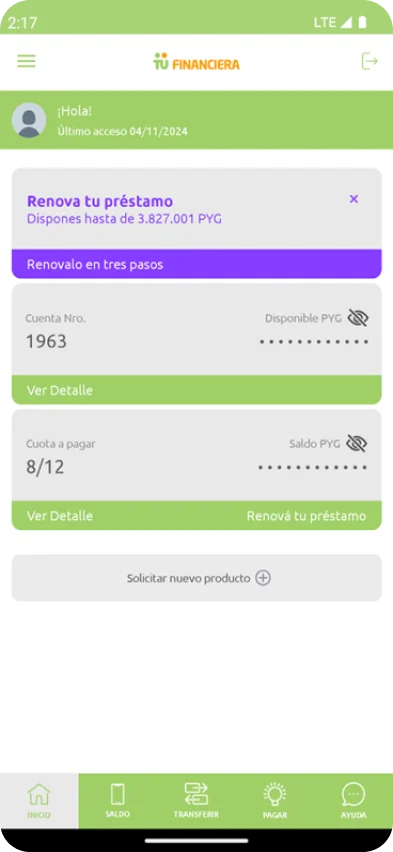 2:17 LTE
TU FINANCIERA
¡Hola!
Último acceso 04/11/2024
Renova tu préstamo
Dispones hasta de 3.827.001 PYG
Renovalo en tres pasos
Cuenta Nro. Disponible PYG
1963
Ver Detalle
Cuota a pagar Saldo PYG
8/12
Ver Detalle Renová tu préstamo
Solicitar nuevo producto
INICIO SALDO TRANSFERIR PAGAR AYUDA